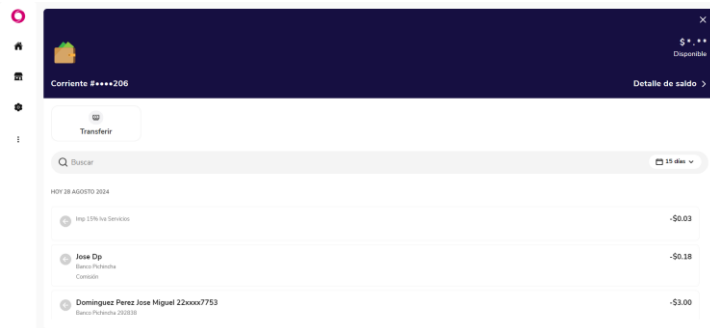 $*.**
Disponible
Corriente #••••206
Detalle de saldo >
Transferir
Buscar
15 días
HOY 28 AGOSTO 2024
Imp 15% Iva Servicios
-$0.03
Jose Dp
-$0.18
Banco Pichincha
Comisión
Dominguez Perez Jose Miguel 22xxxx7753
-$3.00
Banco Pichincha 292838